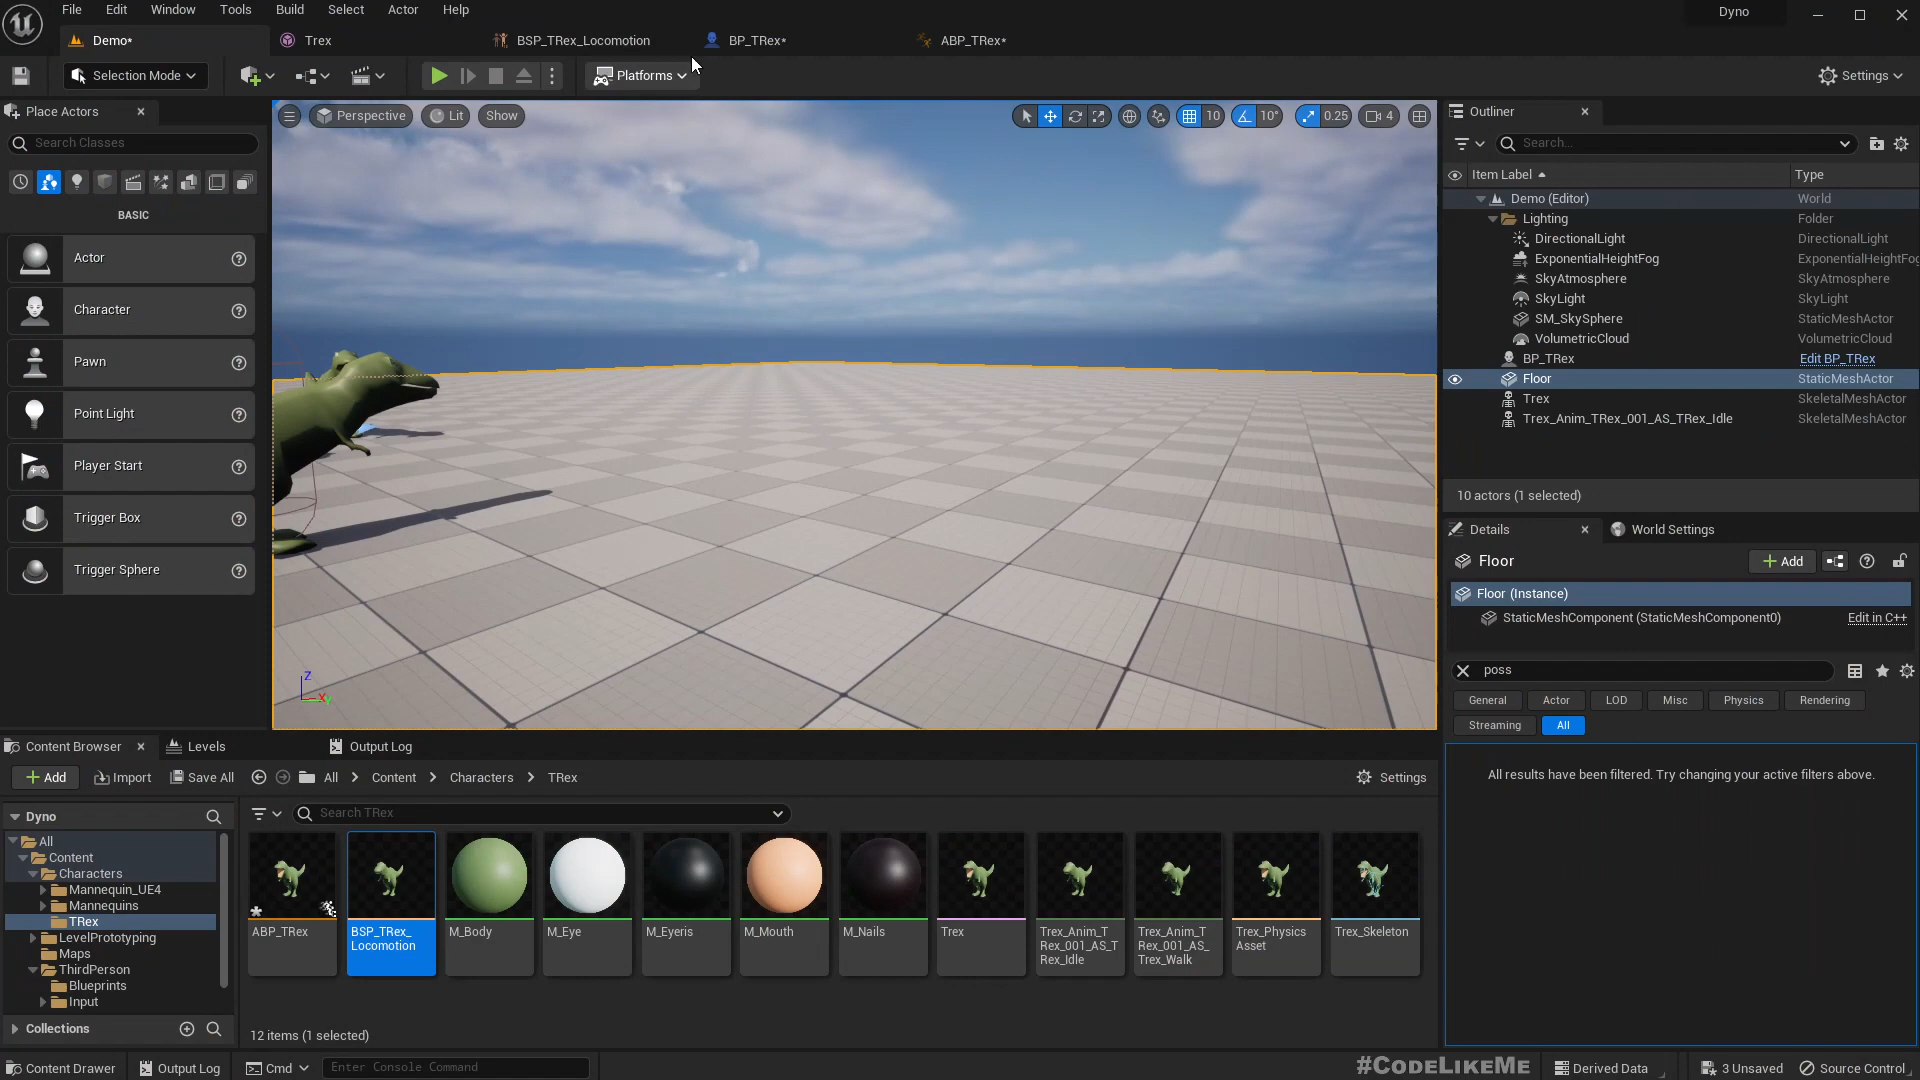 File Edit Window Tools Build Select Actor Help
Dyno
Demo* Trex BSP_TRex_Locomotion BP_TRex* ABP_TRex*
Selection Mode Platforms Settings
Place Actors
Search Classes
BASIC
Actor
Character
Pawn
Point Light
Player Start
Trigger Box
Trigger Sphere
Perspective Lit Show 10 10° 0.25 4
Z
Outliner
Search...
Item Label Type
Demo (Editor) World
Lighting Folder
DirectionalLight DirectionalLight
ExponentialHeightFog ExponentialHeightFog
SkyAtmosphere SkyAtmosphere
SkyLight SkyLight
SM_SkySphere StaticMeshActor
VolumetricCloud VolumetricCloud
BP_TRex Edit BP_TRex
Floor StaticMeshActor
Trex SkeletalMeshActor
Trex_Anim_TRex_001_AS_TRex_Idle SkeletalMeshActor
10 actors (1 selected)
Details World Settings
Floor Add
Floor (Instance)
StaticMeshComponent (StaticMeshComponent0) Edit in C++
poss
General Actor LOD Misc Physics Rendering
Streaming All
All results have been filtered. Try changing your active filters above.
Content Browser Levels Output Log
Add Import Save All All Content Characters TRex Settings
Dyno
All
Content
Characters
Mannequin_UE4
Mannequins
TRex
LevelPrototyping
Maps
ThirdPerson
Blueprints
Input
Collections
Search TRex
ABP_TRex
BSP_TRex_
Locomotion
M_Body
M_Eye
M_Eyeris
M_Mouth
M_Nails
Trex
Trex_Anim_T
Rex_001_AS_T
Rex_Idle
Trex_Anim_T
Rex_001_AS_
Trex_Walk
Trex_Physics
Asset
Trex_Skeleton
12 items (1 selected)
#CodeLikeMe
Content Drawer Output Log Cmd Enter Console Command Derived Data 3 Unsaved Source Control